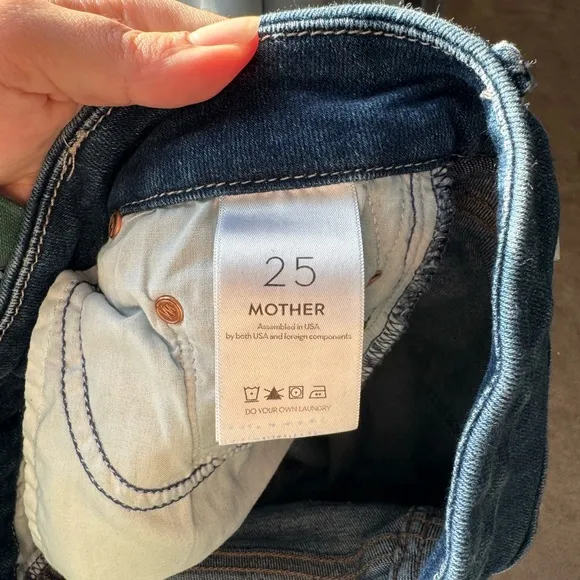 25
MOTHER
Assembled in USA
by both USA and foreign components
DO YOUR OWN LAUNDRY